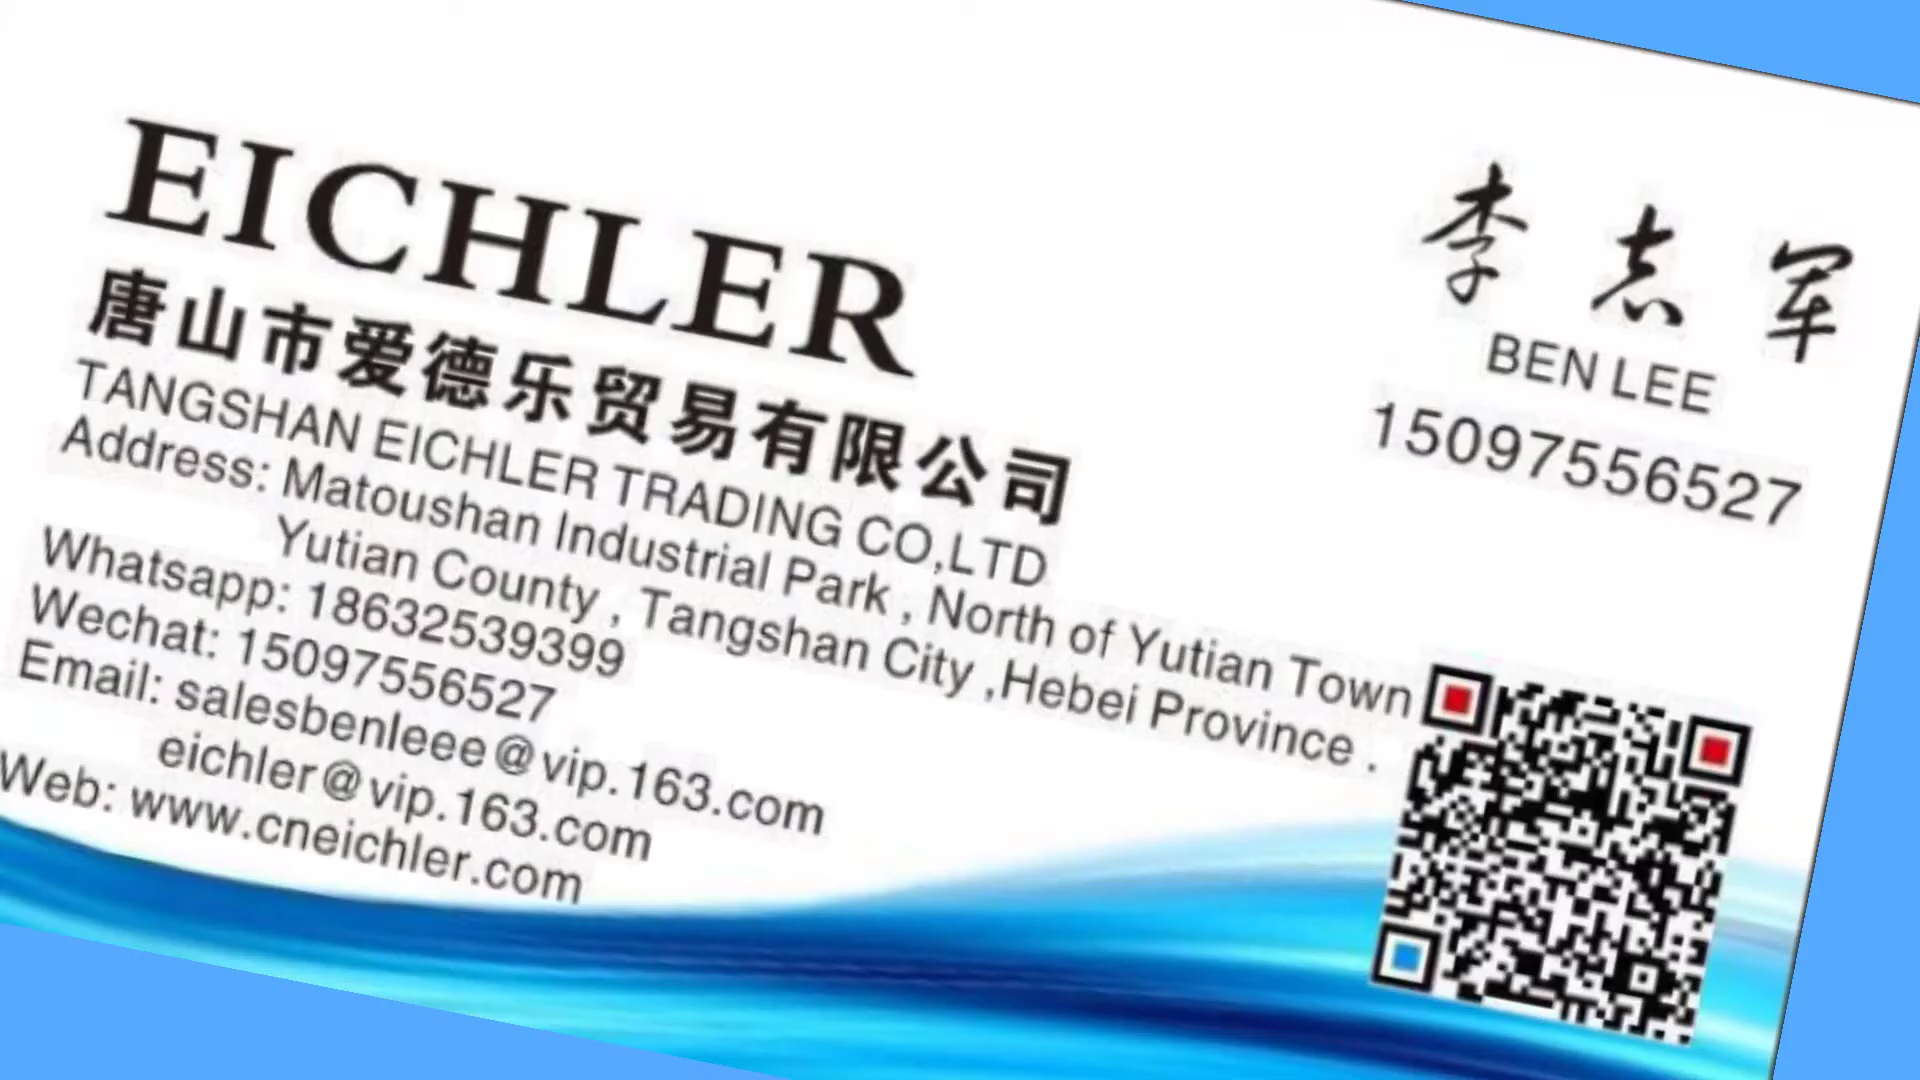 EICHLER
唐山市爱德乐贸易有限公司
TANGSHAN EICHLER TRADING CO,LTD
Address: Matoushan Industrial Park , North of Yutian Town
Yutian County , Tangshan City ,Hebei Province .
Whatsapp: 18632539399
Wechat: 15097556527
Email: salesbenleee@vip.163.com
eichler@vip.163.com
Web: www.cneichler.com
李志军
BEN LEE
15097556527